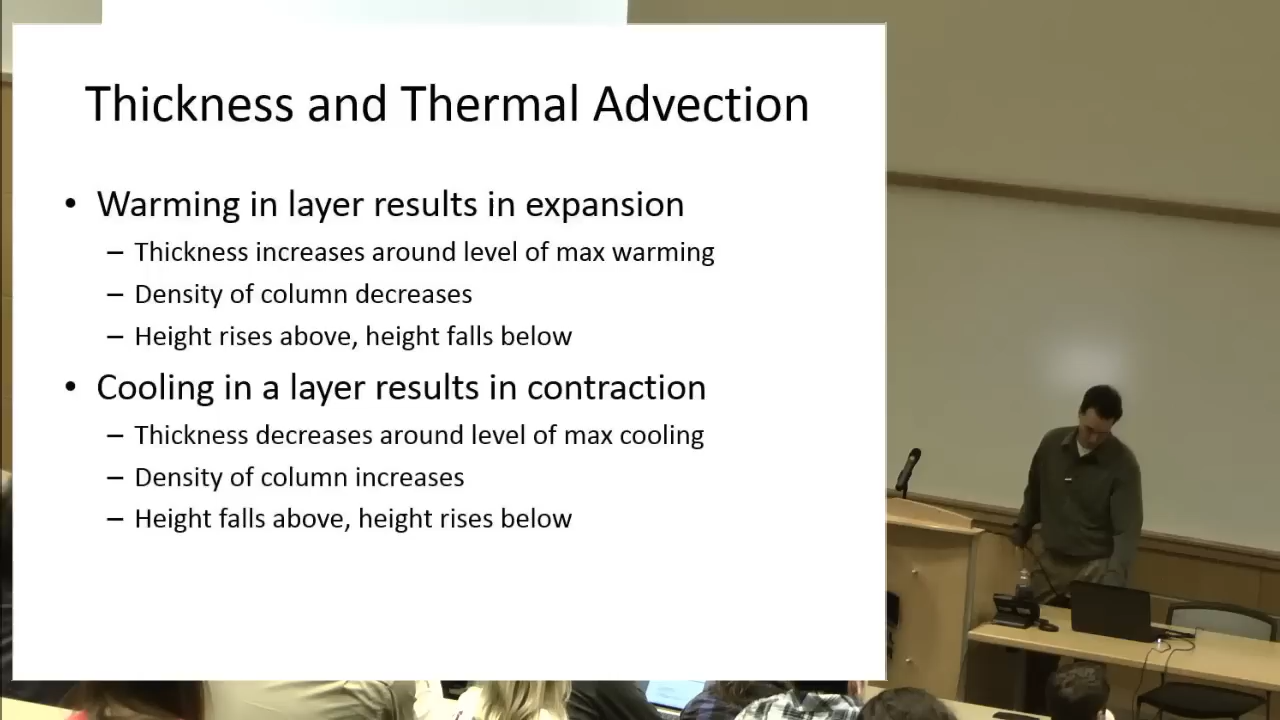 Thickness and Thermal Advection
• Warming in layer results in expansion
– Thickness increases around level of max warming
– Density of column decreases
– Height rises above, height falls below
• Cooling in a layer results in contraction
– Thickness decreases around level of max cooling
– Density of column increases
– Height falls above, height rises below